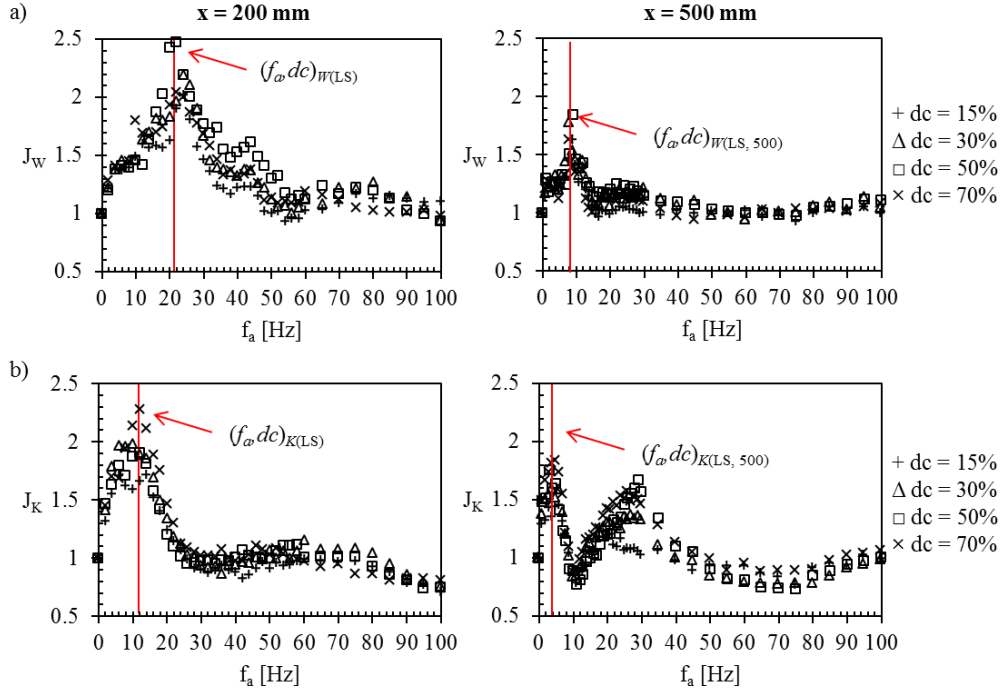 a)
x = 200 mm
x = 500 mm
2.5
2
1.5
1
0.5
J_W
(f_a, dc)_W(LS)
0 10 20 30 40 50 60 70 80 90 100
f_a [Hz]
2.5
2
1.5
1
0.5
J_W
(f_a, dc)_W(LS, 500)
0 10 20 30 40 50 60 70 80 90 100
f_a [Hz]
+ dc = 15%
Δ dc = 30%
□ dc = 50%
× dc = 70%
b)
2.5
2
1.5
1
0.5
J_K
(f_a, dc)_K(LS)
0 10 20 30 40 50 60 70 80 90 100
f_a [Hz]
2.5
2
1.5
1
0.5
J_K
(f_a, dc)_K(LS, 500)
0 10 20 30 40 50 60 70 80 90 100
f_a [Hz]
+ dc = 15%
Δ dc = 30%
□ dc = 50%
× dc = 70%